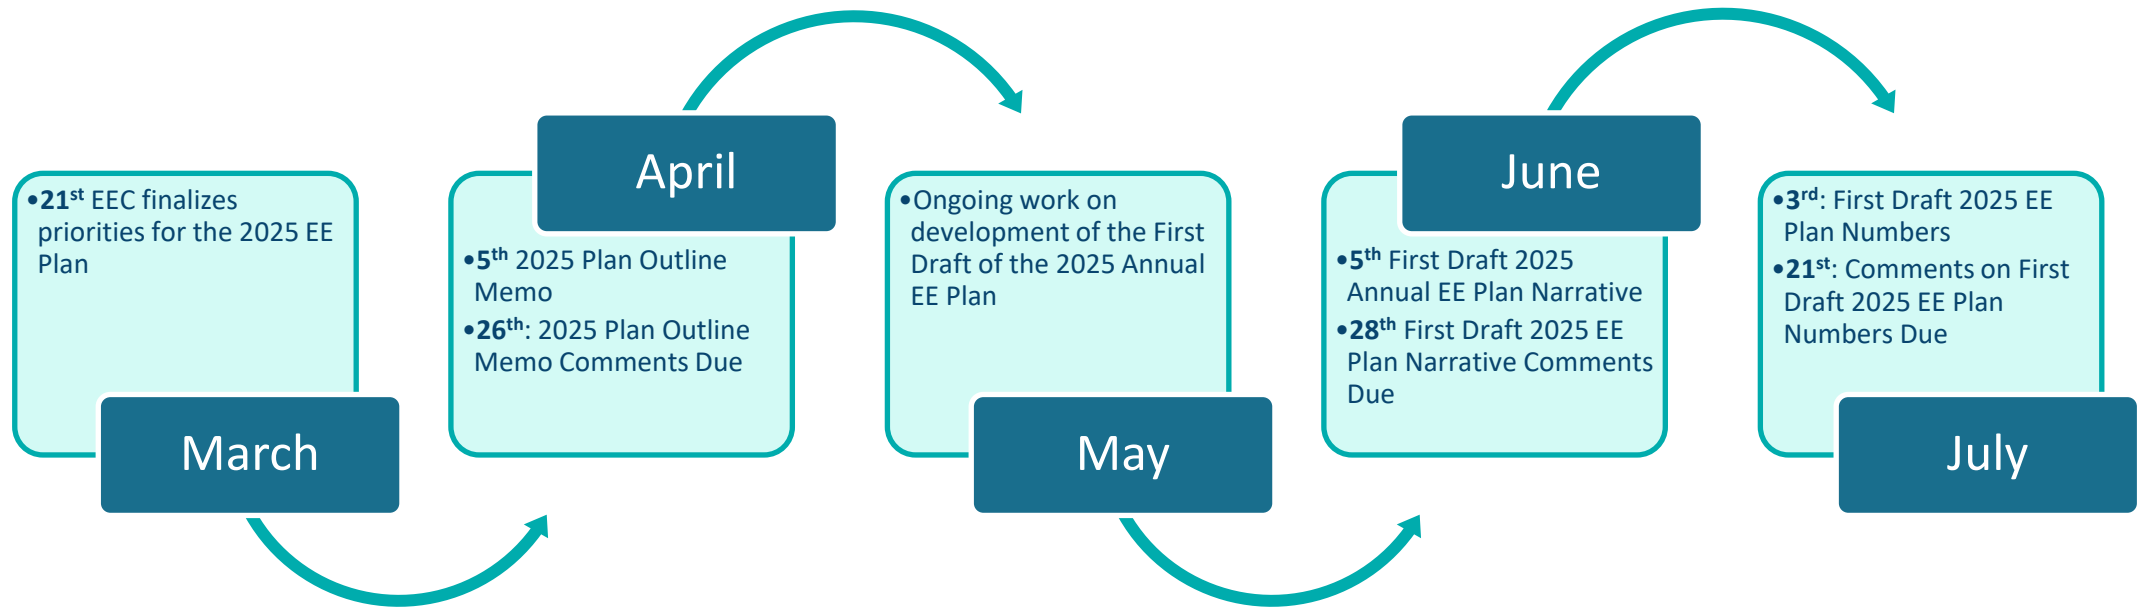 •21st EEC finalizes
priorities for the 2025 EE
Plan
March
April
•5th 2025 Plan Outline
Memo
•26th: 2025 Plan Outline
Memo Comments Due
•Ongoing work on
development of the First
Draft of the 2025 Annual
EE Plan
May
June
•5th First Draft 2025
Annual EE Plan Narrative
•28th First Draft 2025 EE
Plan Narrative Comments
Due
•3rd: First Draft 2025 EE
Plan Numbers
•21st: Comments on First
Draft 2025 EE Plan
Numbers Due
July